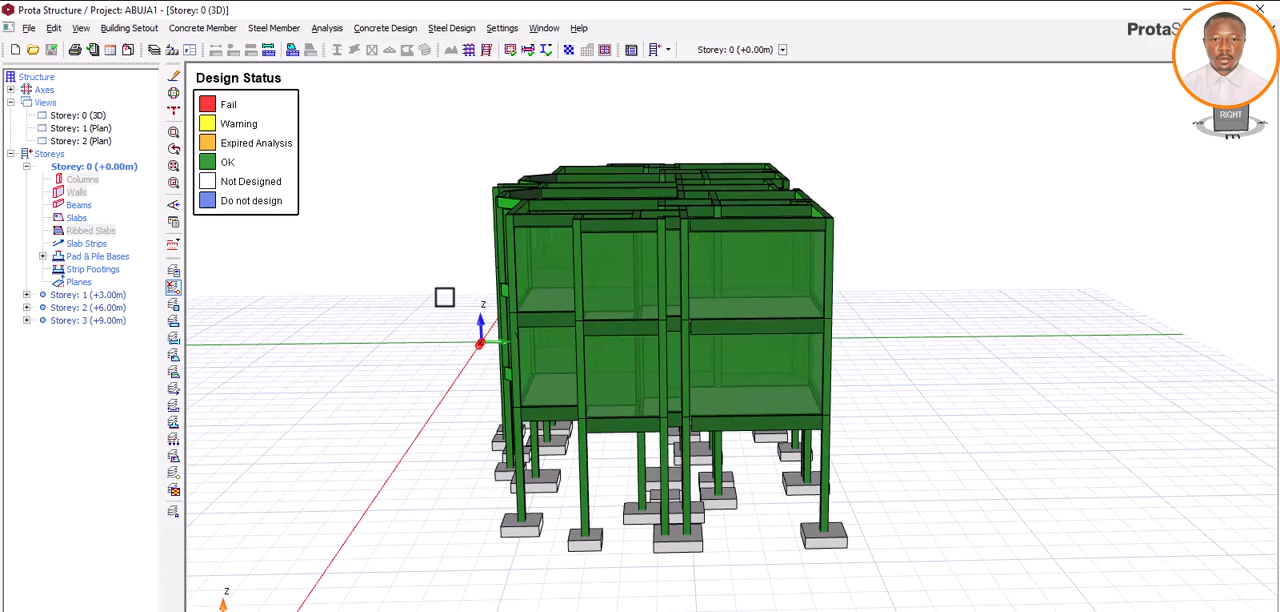 Prota Structure / Project: ABUJA1 - [Storey: 0 (3D)]
File Edit View Building Setout Concrete Member Steel Member Analysis Concrete Design Steel Design Settings Window Help
Storey: 0 (+0.00m)
Structure
Axes
Views
Storey: 0 (3D)
Storey: 1 (Plan)
Storey: 2 (Plan)
Storeys
Storey: 0 (+0.00m)
Columns
Walls
Beams
Slabs
Ribbed Slabs
Slab Strips
Pad & Pile Bases
Strip Footings
Planes
Storey: 1 (+3.00m)
Storey: 2 (+6.00m)
Storey: 3 (+9.00m)
Design Status
Fail
Warning
Expired Analysis
OK
Not Designed
Do not design
RIGHT
Z
Z